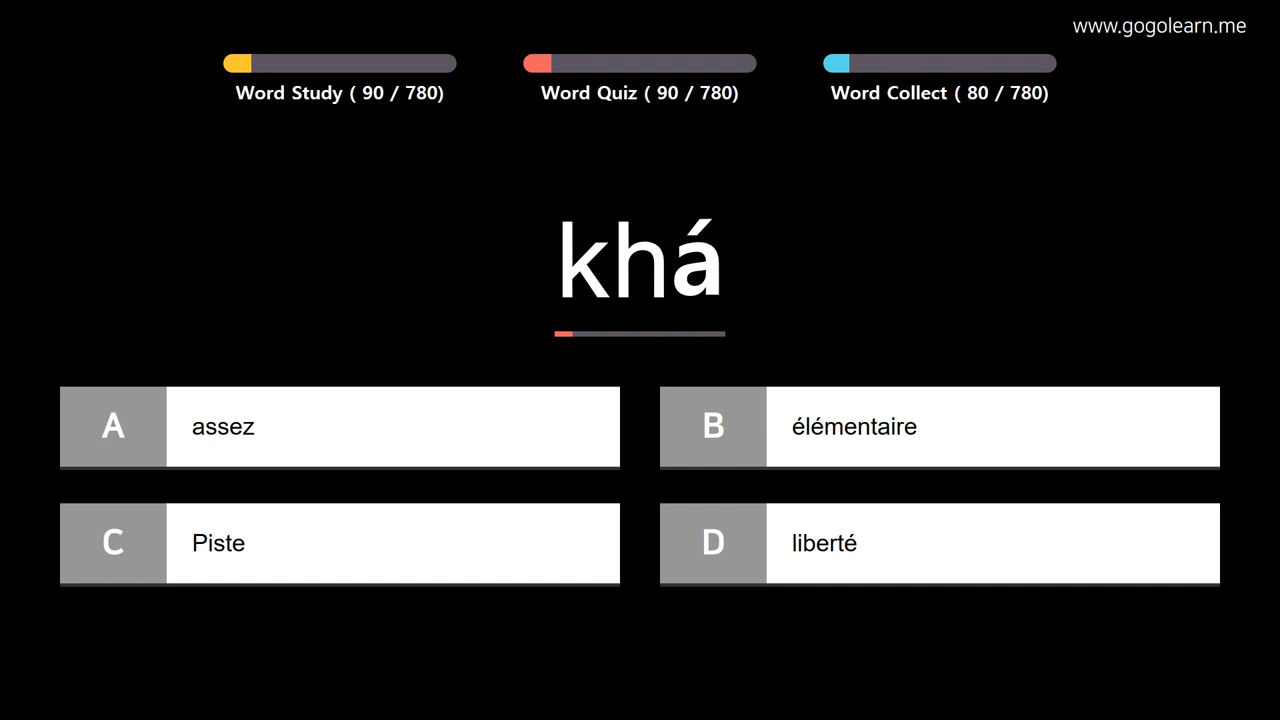 www.gogolearn.me
Word Study ( 90 / 780)
Word Quiz ( 90 / 780)
Word Collect ( 80 / 780)
khá
A assez
B élémentaire
C Piste
D liberté